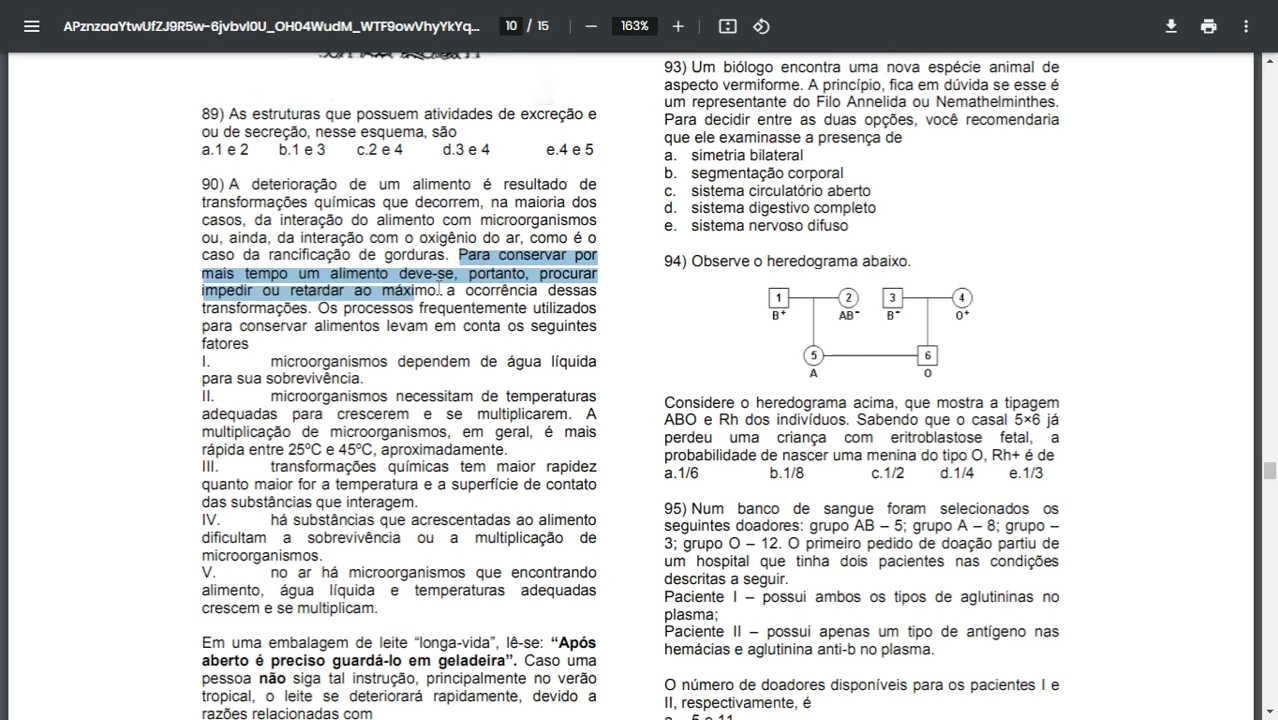 APznzaaYtwUfZJ9R5w-6jvbvI0U_OH04WudM_WTF9owVhyYkYq...
10 / 15
163%
89) As estruturas que possuem atividades de excreção e
ou de secreção, nesse esquema, são
a.1 e 2 b.1 e 3 c.2 e 4 d.3 e 4 e.4 e 5
90) A deterioração de um alimento é resultado de
transformações químicas que decorrem, na maioria dos
casos, da interação do alimento com microorganismos
ou, ainda, da interação com o oxigênio do ar, como é o
caso da rancificação de gorduras. Para conservar por
mais tempo um alimento deve-se, portanto, procurar
impedir ou retardar ao máximo a ocorrência dessas
transformações. Os processos frequentemente utilizados
para conservar alimentos levam em conta os seguintes
fatores
I. microorganismos dependem de água líquida
para sua sobrevivência.
II. microorganismos necessitam de temperaturas
adequadas para crescerem e se multiplicarem. A
multiplicação de microorganismos, em geral, é mais
rápida entre 25ºC e 45ºC, aproximadamente.
III. transformações químicas tem maior rapidez
quanto maior for a temperatura e a superfície de contato
das substâncias que interagem.
IV. há substâncias que acrescentadas ao alimento
dificultam a sobrevivência ou a multiplicação de
microorganismos.
V. no ar há microorganismos que encontrando
alimento, água líquida e temperaturas adequadas
crescem e se multiplicam.
Em uma embalagem de leite “longa-vida”, lê-se: “Após
aberto é preciso guardá-lo em geladeira”. Caso uma
pessoa não siga tal instrução, principalmente no verão
tropical, o leite se deteriorará rapidamente, devido a
razões relacionadas com
93) Um biólogo encontra uma nova espécie animal de
aspecto vermiforme. A princípio, fica em dúvida se esse é
um representante do Filo Annelida ou Nemathelminthes.
Para decidir entre as duas opções, você recomendaria
que ele examinasse a presença de
a. simetria bilateral
b. segmentação corporal
c. sistema circulatório aberto
d. sistema digestivo completo
e. sistema nervoso difuso
94) Observe o heredograma abaixo.
1 2 3 4
B+ AB- B- O+
5 6
A O
Considere o heredograma acima, que mostra a tipagem
ABO e Rh dos indivíduos. Sabendo que o casal 5×6 já
perdeu uma criança com eritroblastose fetal, a
probabilidade de nascer uma menina do tipo O, Rh+ é de
a.1/6 b.1/8 c.1/2 d.1/4 e.1/3
95) Num banco de sangue foram selecionados os
seguintes doadores: grupo AB – 5; grupo A – 8; grupo –
3; grupo O – 12. O primeiro pedido de doação partiu de
um hospital que tinha dois pacientes nas condições
descritas a seguir.
Paciente I – possui ambos os tipos de aglutininas no
plasma;
Paciente II – possui apenas um tipo de antígeno nas
hemácias e aglutinina anti-b no plasma.
O número de doadores disponíveis para os pacientes I e
II, respectivamente, é
a. 5 e 11